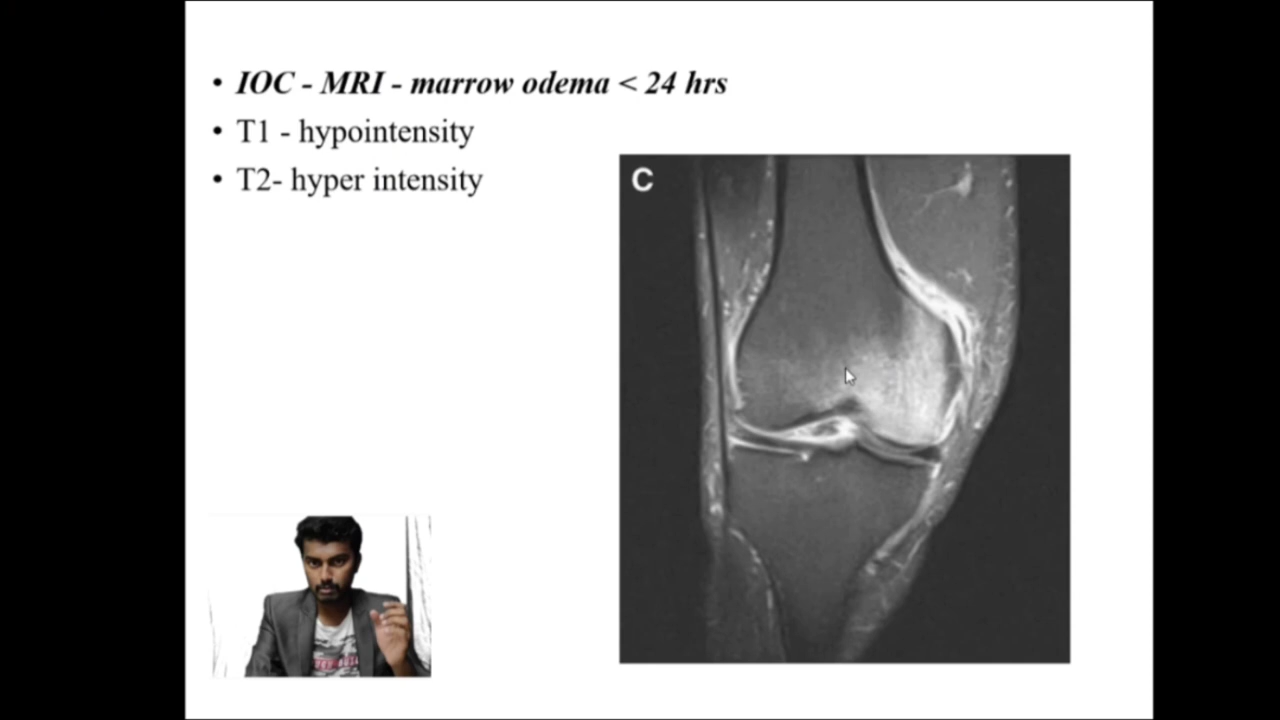 • IOC - MRI - marrow odema < 24 hrs
• T1 - hypointensity
• T2- hyper intensity
C